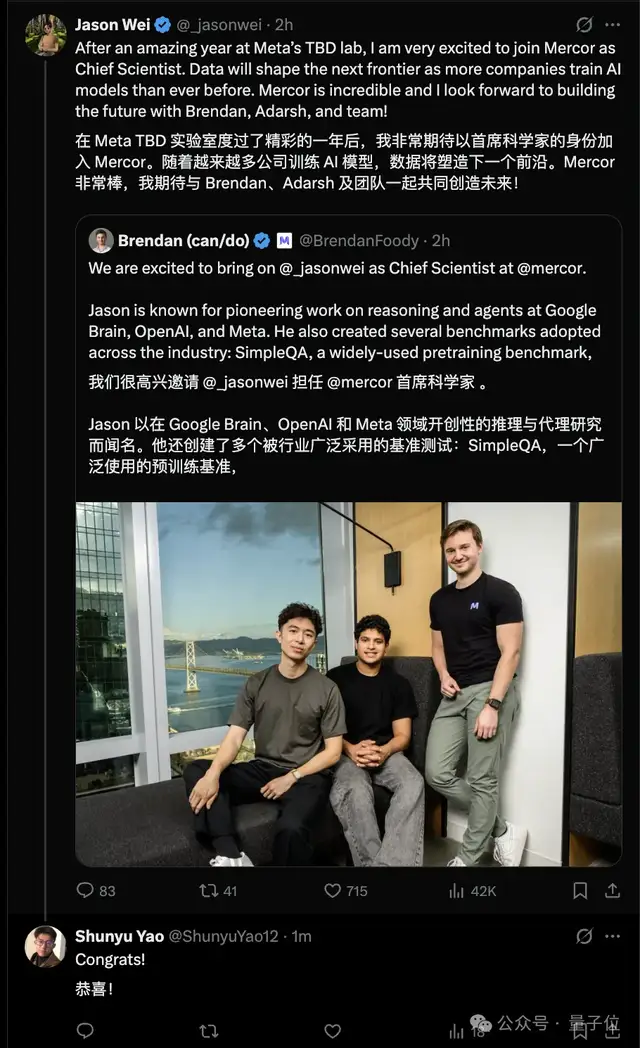 Jason Wei @_jasonwei · 2h
After an amazing year at Meta's TBD lab, I am very excited to join Mercor as
Chief Scientist. Data will shape the next frontier as more companies train AI
models than ever before. Mercor is incredible and I look forward to building
the future with Brendan, Adarsh, and team!
在 Meta TBD 实验室度过了精彩的一年后，我非常期待以首席科学家的身份加
入 Mercor。随着越来越多公司训练 AI 模型，数据将塑造下一个前沿。Mercor
非常棒，我期待与 Brendan、Adarsh 及团队一起共同创造未来！
Brendan (can/do) @BrendanFoody · 2h
We are excited to bring on @_jasonwei as Chief Scientist at @mercor.
Jason is known for pioneering work on reasoning and agents at Google
Brain, OpenAI, and Meta. He also created several benchmarks adopted
across the industry: SimpleQA, a widely-used pretraining benchmark,
我们很高兴邀请 @_jasonwei 担任 @mercor 首席科学家 。
Jason 以在 Google Brain、OpenAI 和 Meta 领域开创性的推理与代理研究
而闻名。他还创建了多个被行业广泛采用的基准测试：SimpleQA，一个广
泛使用的预训练基准，
83 41 715 42K
Shunyu Yao @ShunyuYao12 · 1m
Congrats!
恭喜！
公众号 · 量子位